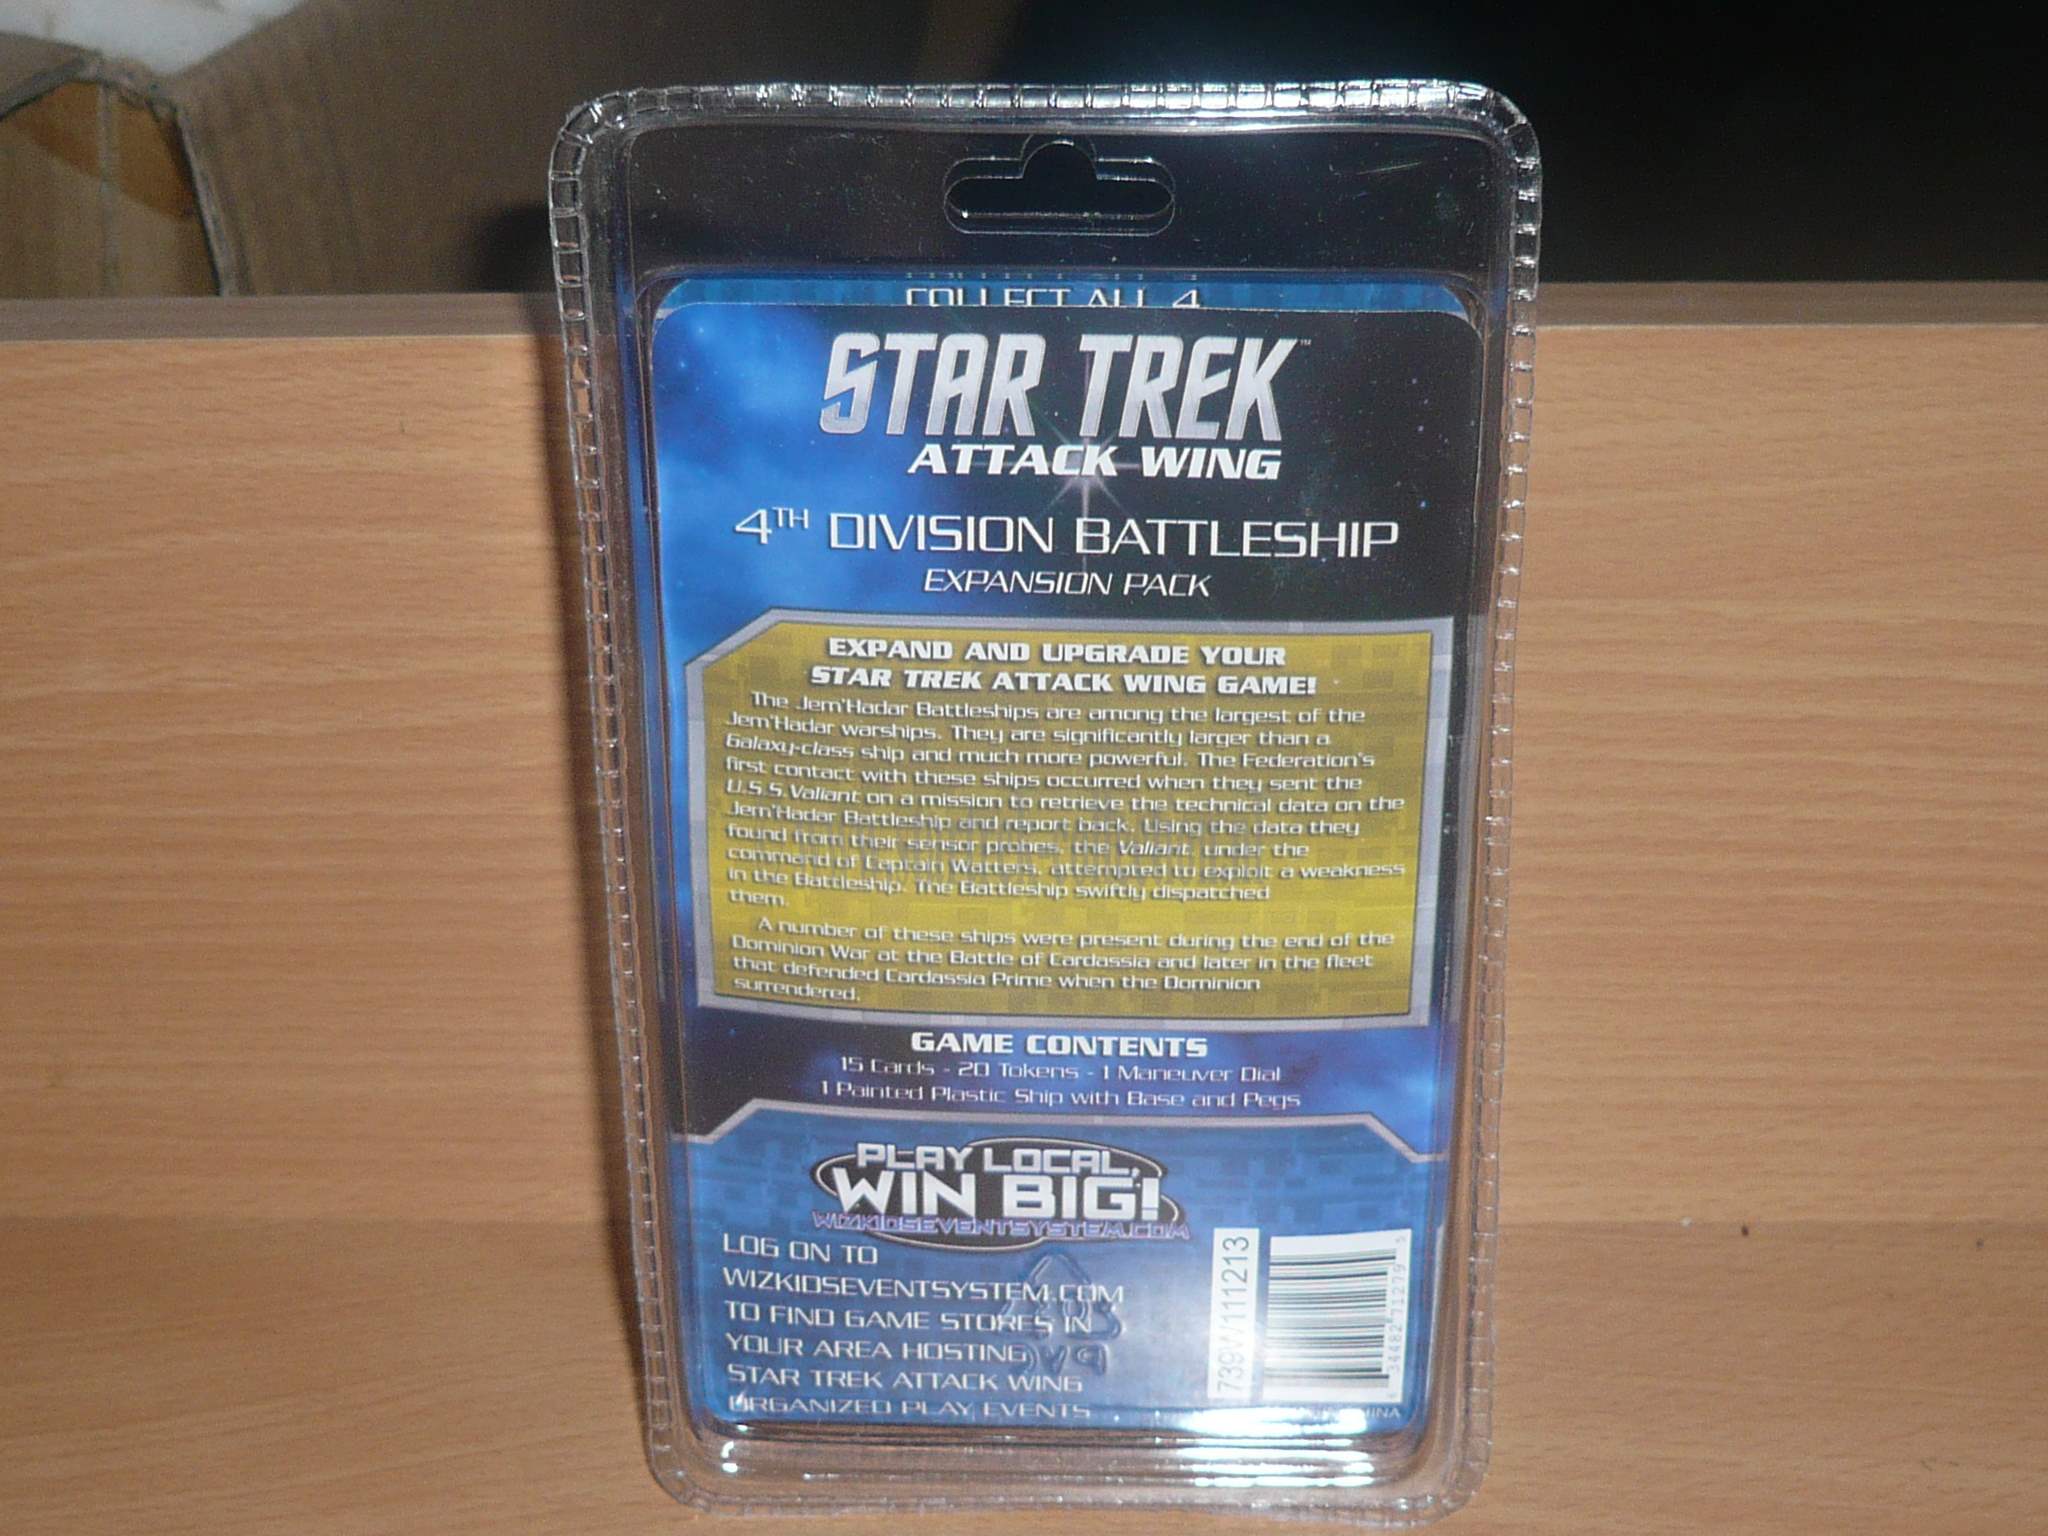 COLLECT ALL 4
STAR TREK™
ATTACK WING
4TH DIVISION BATTLESHIP
EXPANSION PACK
EXPAND AND UPGRADE YOUR
STAR TREK ATTACK WING GAME!
The Jem'Hadar Battleships are among the largest of the
Jem'Hadar warships. They are significantly larger than a
Galaxy-class ship and much more powerful. The Federation's
first contact with these ships occurred when they sent the
U.S.S. Valiant on a mission to retrieve the technical data on the
Jem'Hadar Battleship and report back. Using the data they
found from their sensor probes, the Valiant, under the
command of Captain Watters, attempted to exploit a weakness
in the Battleship. The Battleship swiftly dispatched
them.
A number of these ships were present during the end of the
Dominion War at the Battle of Cardassia and later in the fleet
that defended Cardassia Prime when the Dominion
surrendered.
GAME CONTENTS
15 Cards - 20 Tokens - 1 Maneuver Dial
1 Painted Plastic Ship with Base and Pegs
PLAY LOCAL,
WIN BIG!
WIZKIDSEVENTSYSTEM.COM
LOG ON TO
WIZKIDSEVENTSYSTEM.COM
TO FIND GAME STORES IN
YOUR AREA HOSTING
STAR TREK ATTACK WING
ORGANIZED PLAY EVENTS
739W111213
34482 71279 5